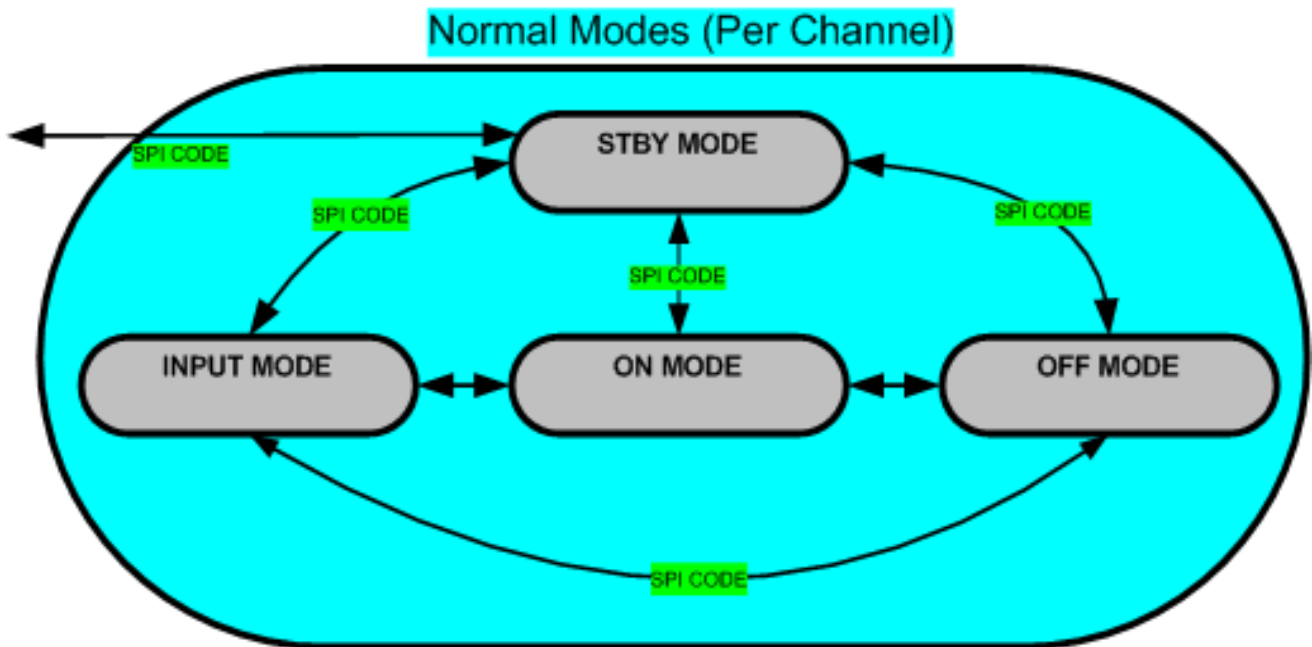 Normal Modes (Per Channel)
STBY MODE
SPI CODE
SPI CODE
SPI CODE
SPI CODE
INPUT MODE
ON MODE
OFF MODE
SPI CODE